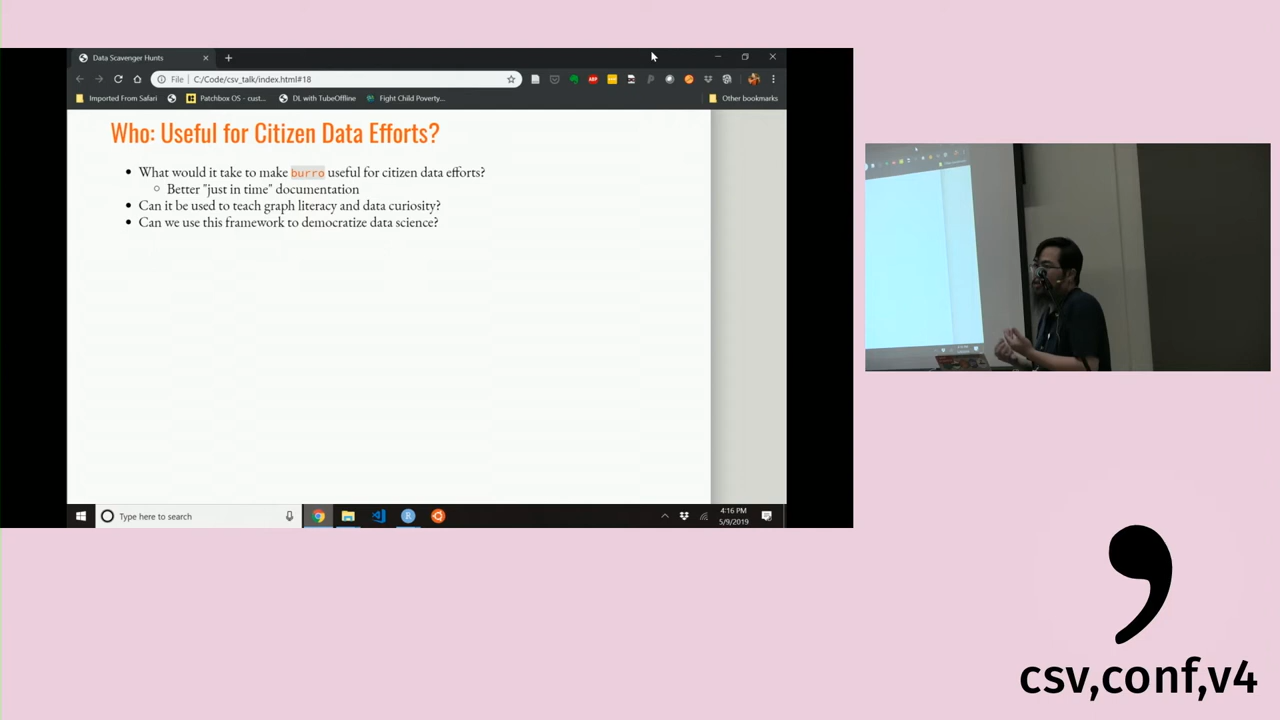 Data Scavenger Hunts
File
C:/Code/csv_talk/index.html#18
ABP
Imported From Safari
Patchbox OS - cust...
DL with TubeOffline
Fight Child Poverty...
Other bookmarks
Who: Useful for Citizen Data Efforts?
What would it take to make burro useful for citizen data efforts?
Better "just in time" documentation
Can it be used to teach graph literacy and data curiosity?
Can we use this framework to democratize data science?
Type here to search
4:16 PM
5/9/2019
csv,conf,v4